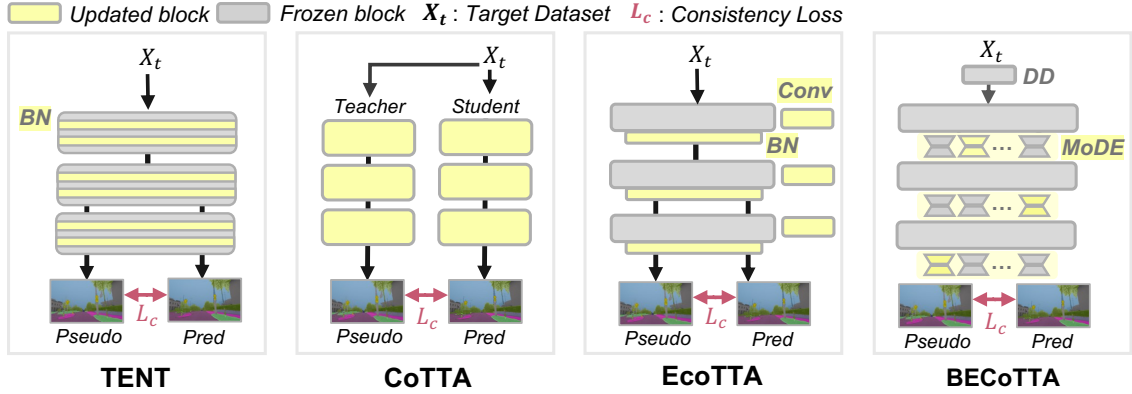 Updated block Frozen block X_t : Target Dataset L_c : Consistency Loss
X_t
BN
L_c
Pseudo Pred
TENT
X_t
Teacher Student
L_c
Pseudo Pred
CoTTA
X_t
Conv
BN
L_c
Pseudo Pred
EcoTTA
X_t
DD
MoDE
...
...
...
L_c
Pseudo Pred
BECoTTA